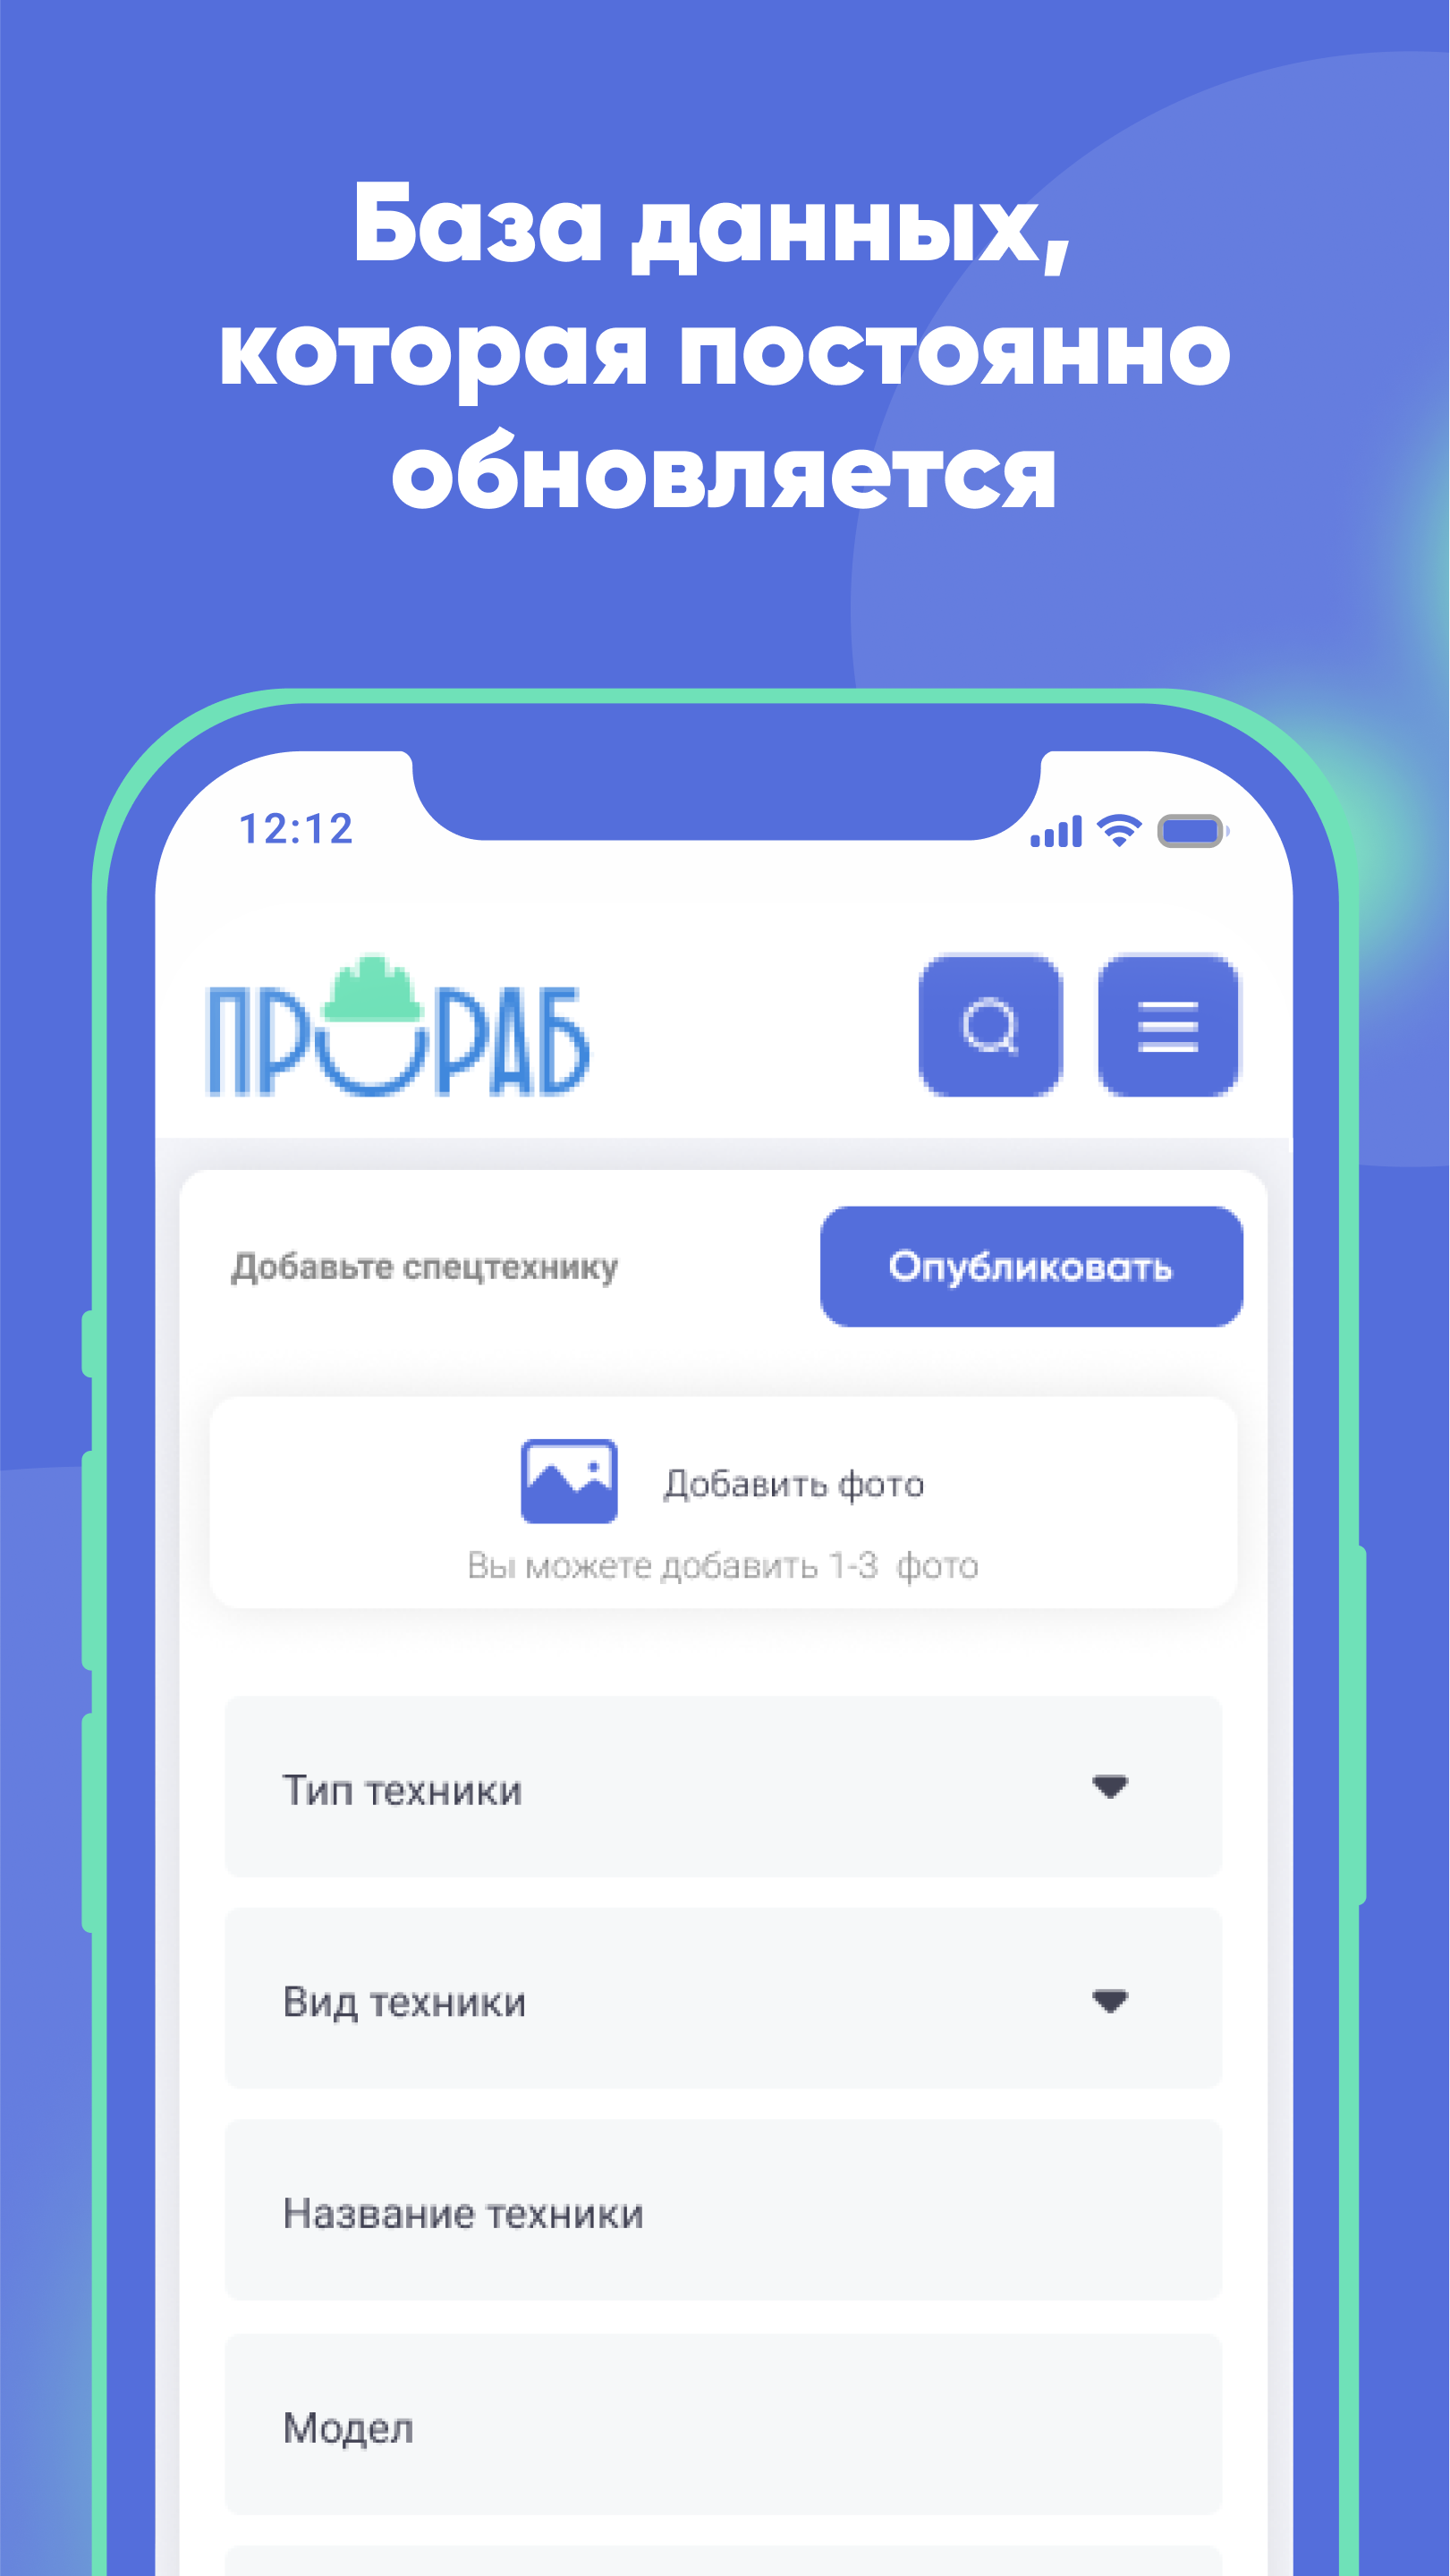 База данных,
которая постоянно
обновляется
12:12
ПРОРАБ
Добавьте спецтехнику
Опубликовать
Добавить фото
Вы можете добавить 1-3 фото
Тип техники
Вид техники
Название техники
Модел